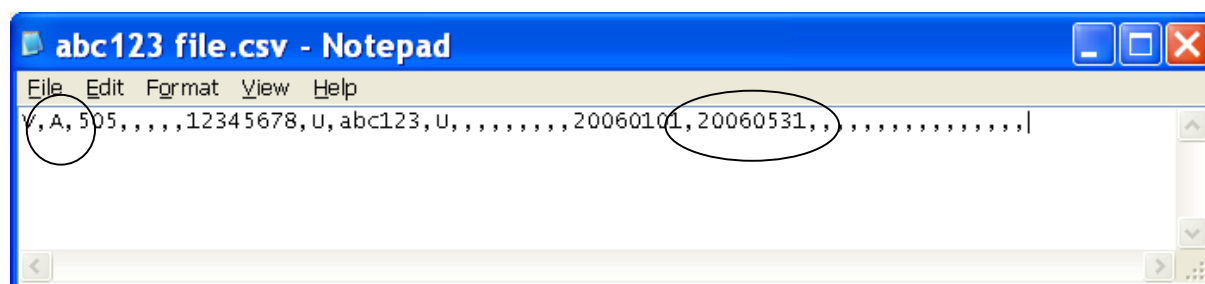 abc123 file.csv - Notepad
File Edit Format View Help
V,A,505,,,,,12345678,U,abc123,U,,,,,,,,,20060101,20060531,,,,,,,,,,,,,,,,